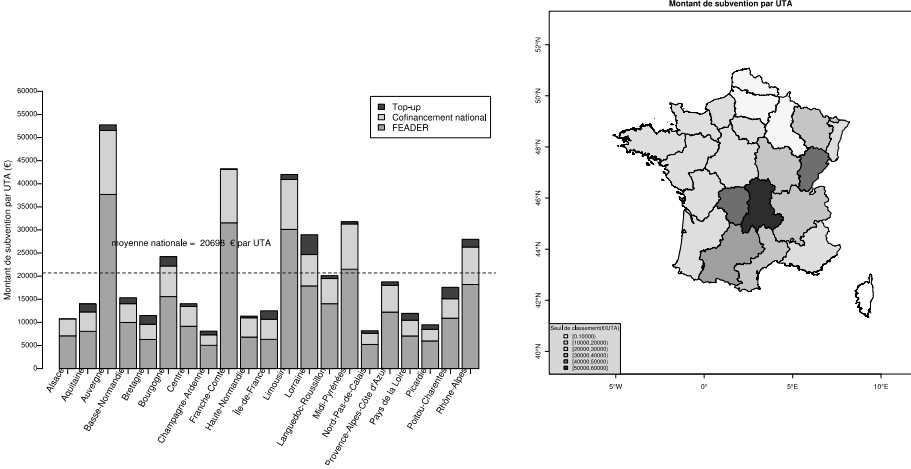 Montant de subvention par UTA (€)
60000
55000
50000
45000
40000
35000
30000
25000
20000
15000
10000
5000
0
Top-up
Cofinancement national
FEADER
moyenne nationale = 20698 € par UTA
Alsace
Aquitaine
Auvergne
Basse-Normandie
Bretagne
Bourgogne
Centre
Champagne-Ardenne
Franche-Comté
Haute-Normandie
Île-de-France
Limousin
Lorraine
Languedoc-Roussillon
Midi-Pyrénées
Nord-Pas-de-Calais
Provence-Alpes-Côte d'Azur
Pays de la Loire
Picardie
Poitou-Charentes
Rhône-Alpes
Montant de subvention par UTA
52°N
50°N
48°N
46°N
44°N
42°N
40°N
Seuil de classement(€/UTA)
[0,10000)
[10000,20000)
[20000,30000)
[30000,40000)
[40000,50000)
[50000,60000]
5°W
0°
5°E
10°E